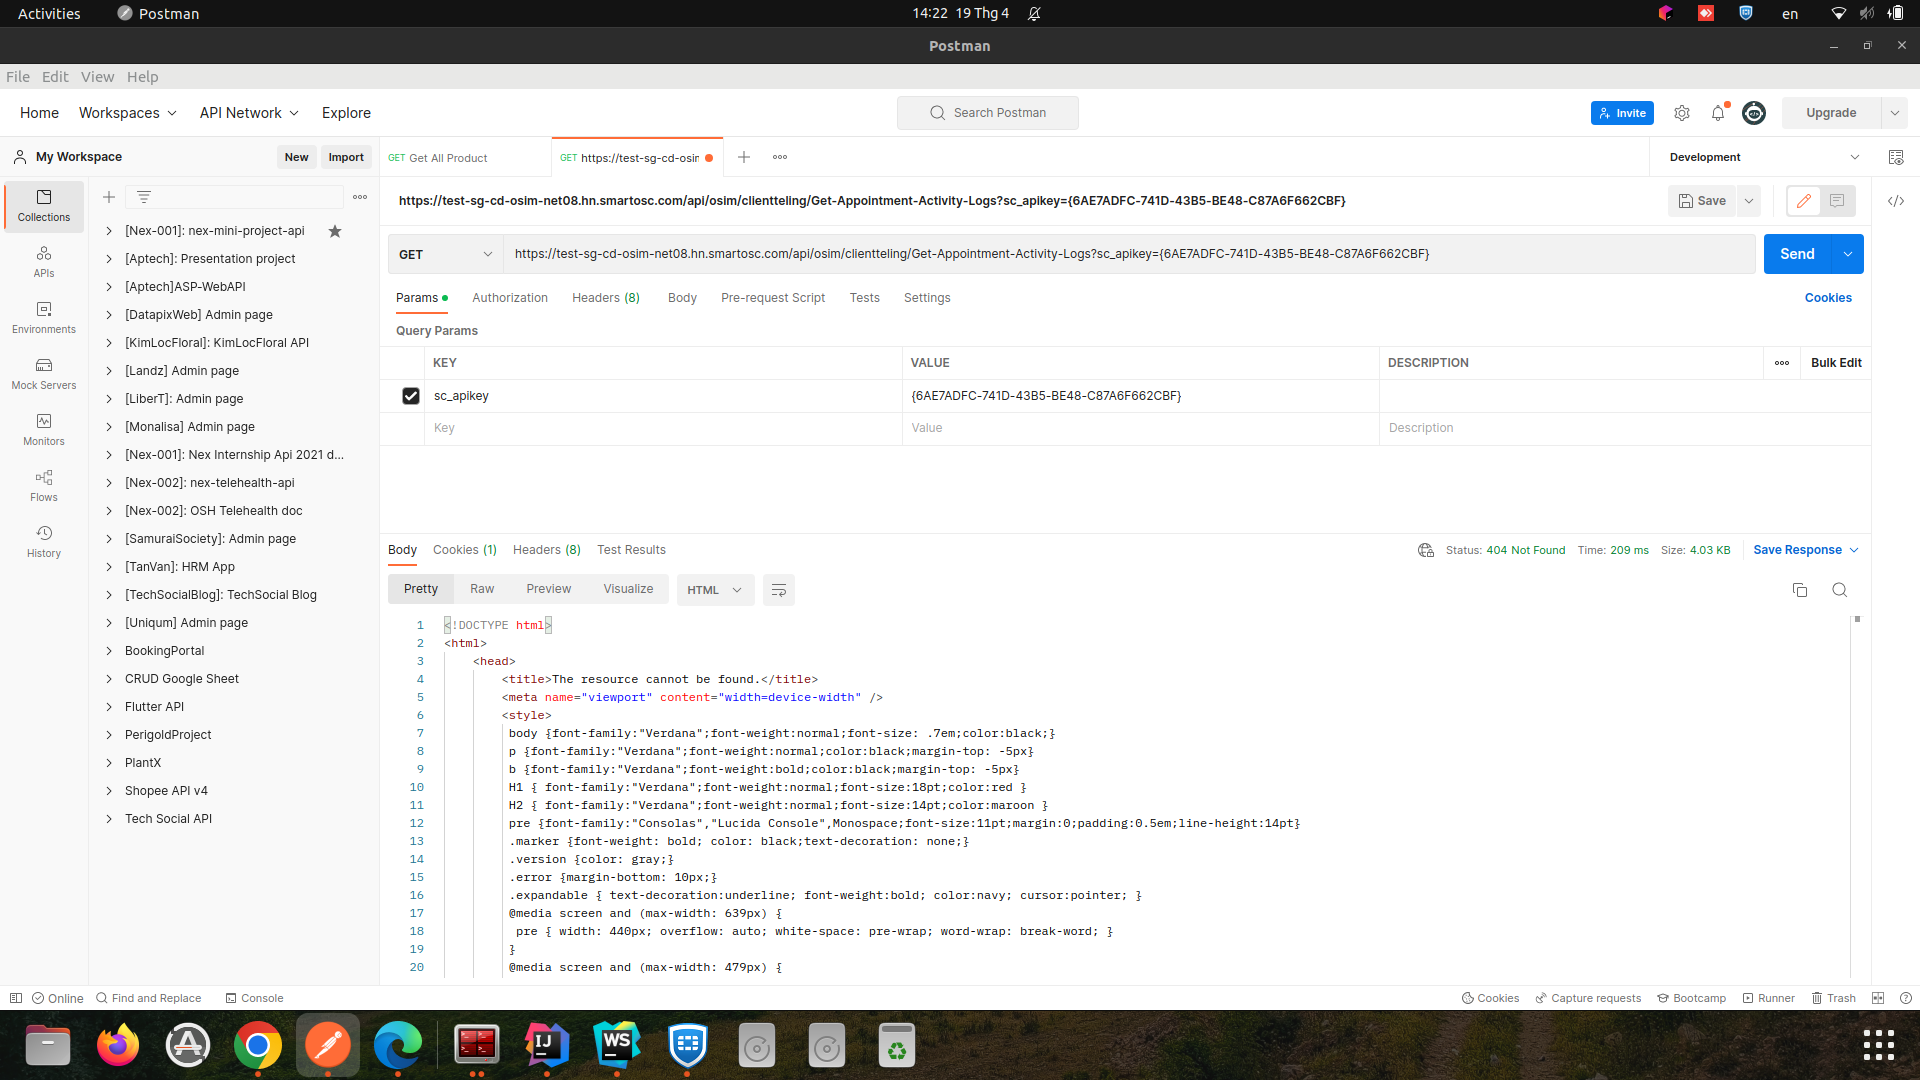 Activities
Postman
14:22 19 Thg 4
en
Postman
File Edit View Help
Home Workspaces API Network Explore
Search Postman
Invite
Upgrade
My Workspace
New
Import
GET Get All Product
GET https://test-sg-cd-osin
Development
Collections
APIs
Environments
Mock Servers
Monitors
Flows
History
[Nex-001]: nex-mini-project-api
[Aptech]: Presentation project
[Aptech]ASP-WebAPI
[DatapixWeb] Admin page
[KimLocFloral]: KimLocFloral API
[Landz] Admin page
[LiberT]: Admin page
[Monalisa] Admin page
[Nex-001]: Nex Internship Api 2021 d...
[Nex-002]: nex-telehealth-api
[Nex-002]: OSH Telehealth doc
[SamuraiSociety]: Admin page
[TanVan]: HRM App
[TechSocialBlog]: TechSocial Blog
[Uniqum] Admin page
BookingPortal
CRUD Google Sheet
Flutter API
PerigoldProject
PlantX
Shopee API v4
Tech Social API
https://test-sg-cd-osim-net08.hn.smartosc.com/api/osim/clientteling/Get-Appointment-Activity-Logs?sc_apikey={6AE7ADFC-741D-43B5-BE48-C87A6F662CBF}
Save
GET
https://test-sg-cd-osim-net08.hn.smartosc.com/api/osim/clientteling/Get-Appointment-Activity-Logs?sc_apikey={6AE7ADFC-741D-43B5-BE48-C87A6F662CBF}
Send
Params Authorization Headers (8) Body Pre-request Script Tests Settings
Cookies
Query Params
KEY VALUE DESCRIPTION
Bulk Edit
sc_apikey {6AE7ADFC-741D-43B5-BE48-C87A6F662CBF}
Key Value Description
Body Cookies (1) Headers (8) Test Results
Status: 404 Not Found Time: 209 ms Size: 4.03 KB
Save Response
Pretty Raw Preview Visualize
HTML
1 <!DOCTYPE html>
2 <html>
3 <head>
4 <title>The resource cannot be found.</title>
5 <meta name="viewport" content="width=device-width" />
6 <style>
7 body {font-family:"Verdana";font-weight:normal;font-size: .7em;color:black;}
8 p {font-family:"Verdana";font-weight:normal;color:black;margin-top: -5px}
9 b {font-family:"Verdana";font-weight:bold;color:black;margin-top: -5px}
10 H1 { font-family:"Verdana";font-weight:normal;font-size:18pt;color:red }
11 H2 { font-family:"Verdana";font-weight:normal;font-size:14pt;color:maroon }
12 pre {font-family:"Consolas","Lucida Console",Monospace;font-size:11pt;margin:0;padding:0.5em;line-height:14pt}
13 .marker {font-weight: bold; color: black;text-decoration: none;}
14 .version {color: gray;}
15 .error {margin-bottom: 10px;}
16 .expandable { text-decoration:underline; font-weight:bold; color:navy; cursor:pointer; }
17 @media screen and (max-width: 639px) {
18 pre { width: 440px; overflow: auto; white-space: pre-wrap; word-wrap: break-word; }
19 }
20 @media screen and (max-width: 479px) {
Online
Find and Replace
Console
Cookies
Capture requests
Bootcamp
Runner
Trash
IJ
WS